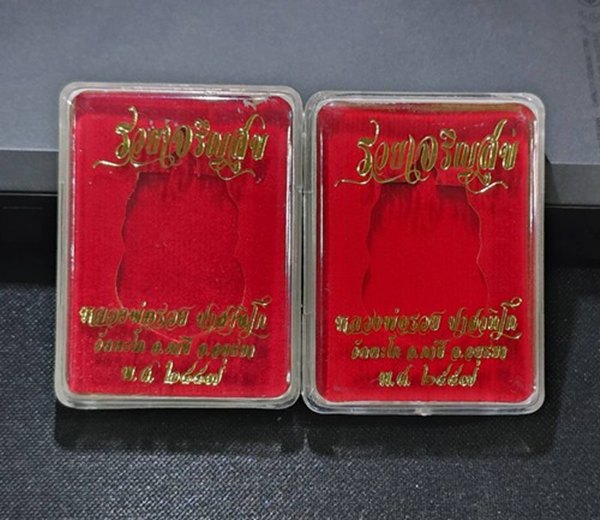 รวยเจริญสุข
หลวงพ่อรวย ปาสาทิโก
วัดตะโก อ.ภาชี จ.อยุธยา
พ.ศ. ๒๕๕๗
รวยเจริญสุข
หลวงพ่อรวย ปาสาทิโก
วัดตะโก อ.ภาชี จ.อยุธยา
พ.ศ. ๒๕๕๗